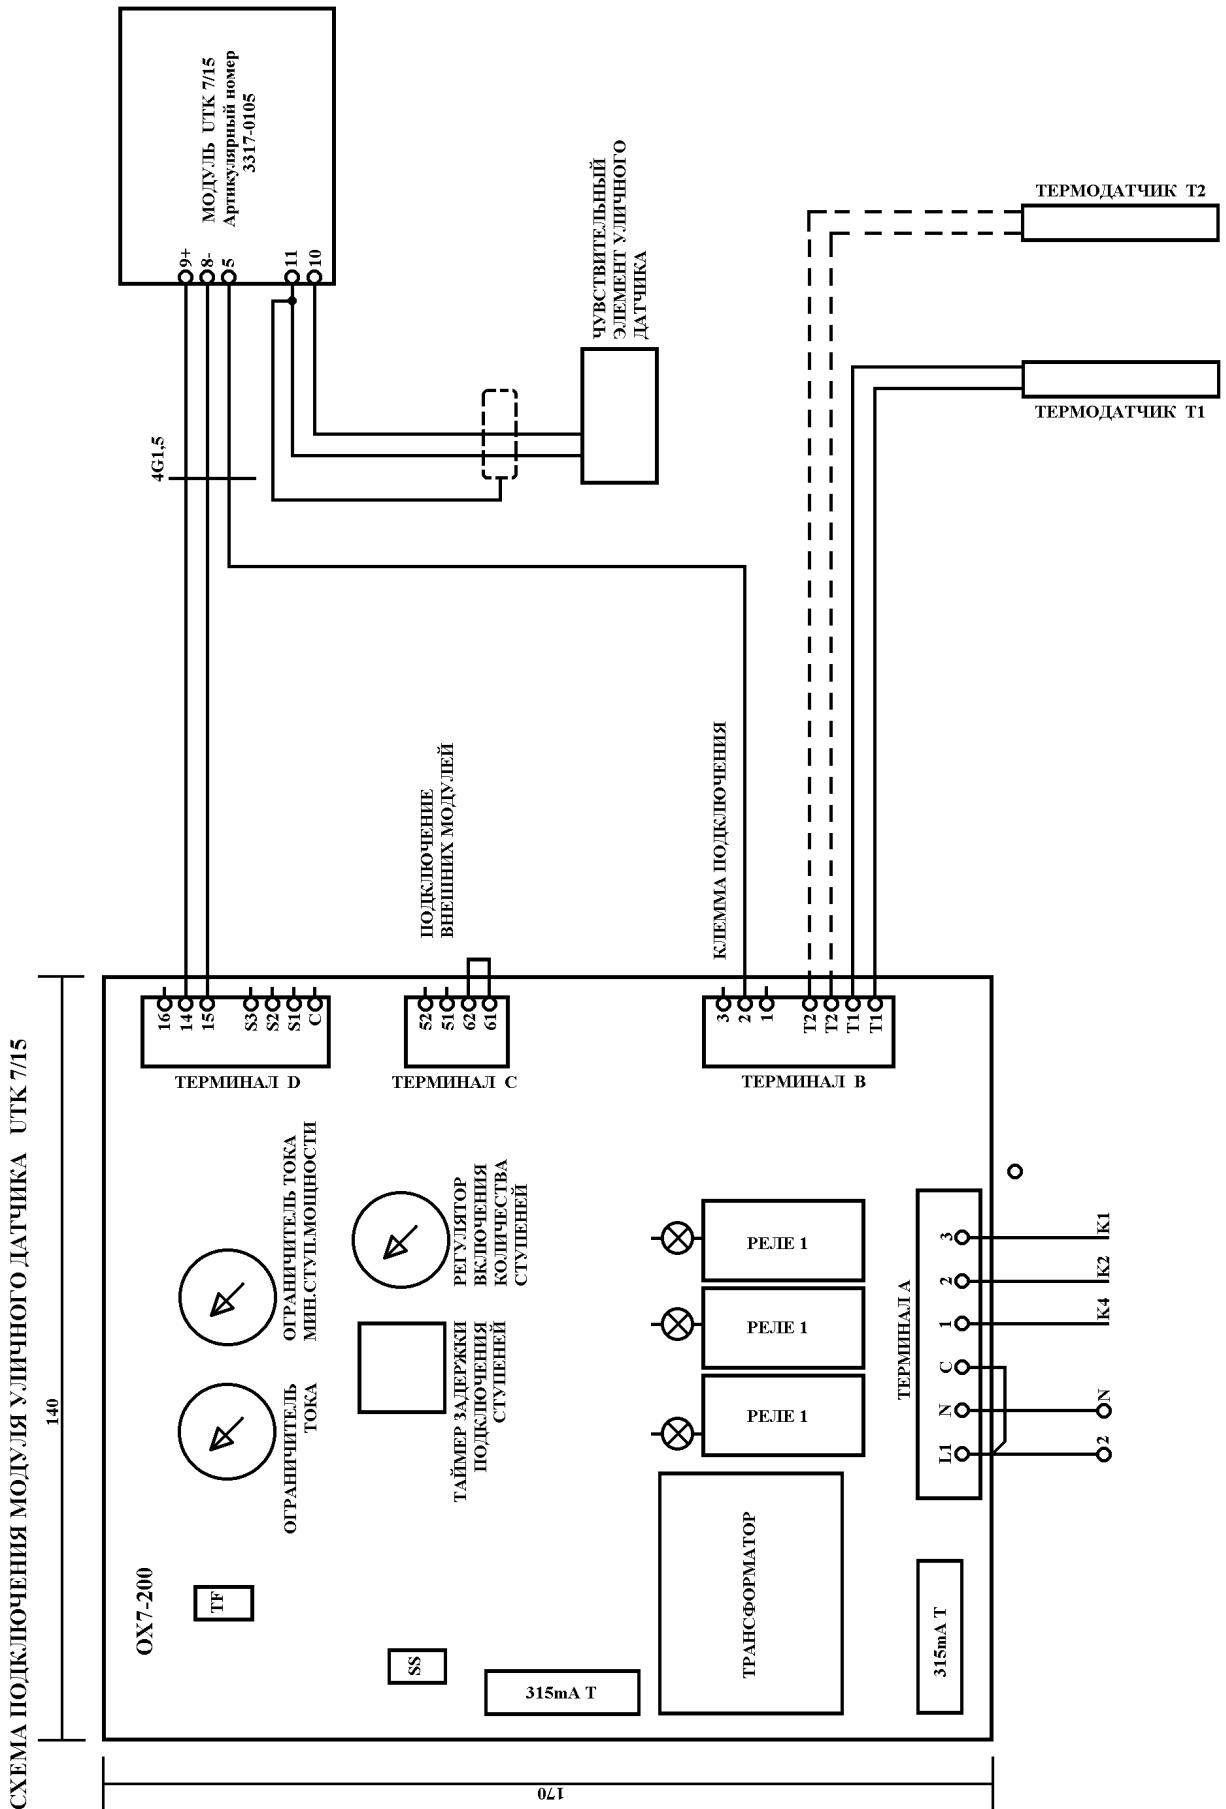 СХЕМА ПОДКЛЮЧЕНИЯ МОДУЛЯ УЛИЧНОГО ДАТЧИКА UTK 7/15
МОДУЛЬ UTK 7/15
Артикулярный номер
3317-0105
9+
8-
5
11
10
4G1,5
ЧУВСТВИТЕЛЬНЫЙ
ЭЛЕМЕНТ УЛИЧНОГО
ДАТЧИКА
ТЕРМОДАТЧИК T2
ТЕРМОДАТЧИК T1
ПОДКЛЮЧЕНИЕ
ВНЕШНИХ МОДУЛЕЙ
КЛЕММА ПОДКЛЮЧЕНИЯ
140
170
16
14
15
S3
S2
S1
C
ТЕРМИНАЛ D
52
51
62
61
ТЕРМИНАЛ C
3
2
1
T2
T2
T1
T1
ТЕРМИНАЛ B
ОГРАНИЧИТЕЛЬ ТОКА
МИН.СТУП.МОЩНОСТИ
РЕГУЛЯТОР
ВКЛЮЧЕНИЯ
КОЛИЧЕСТВА
СТУПЕНЕЙ
ОГРАНИЧИТЕЛЬ
ТОКА
ТАЙМЕР ЗАДЕРЖКИ
ПОДКЛЮЧЕНИЯ
СТУПЕНЕЙ
РЕЛЕ 1
РЕЛЕ 1
РЕЛЕ 1
ТЕРМИНАЛ A
3
2
1
C
N
L1
K1
K2
K4
N
2
OX7-200
TF
SS
315mA T
ТРАНСФОРМАТОР
315mA T